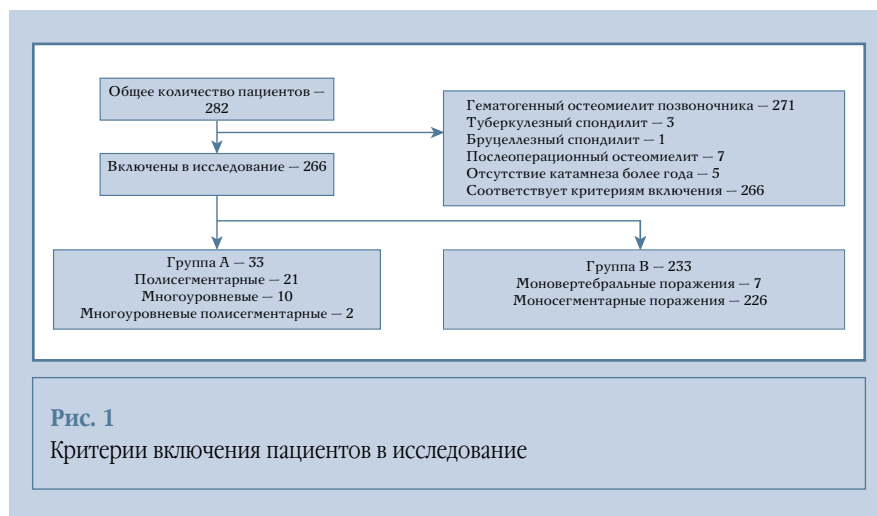 Общее количество пациентов –
282
Гематогенный остеомиелит позвоночника – 271
Туберкулезный спондилит – 3
Бруцеллезный спондилит – 1
Послеоперационный остеомиелит – 7
Отсутствие катамнеза более года – 5
Соответствует критериям включения – 266
Включены в исследование – 266
Группа А – 33
Полисегментарные – 21
Многоуровневые – 10
Многоуровневые полисегментарные – 2
Группа В – 233
Моновертебральные поражения – 7
Моносегментарные поражения – 226
Рис. 1
Критерии включения пациентов в исследование